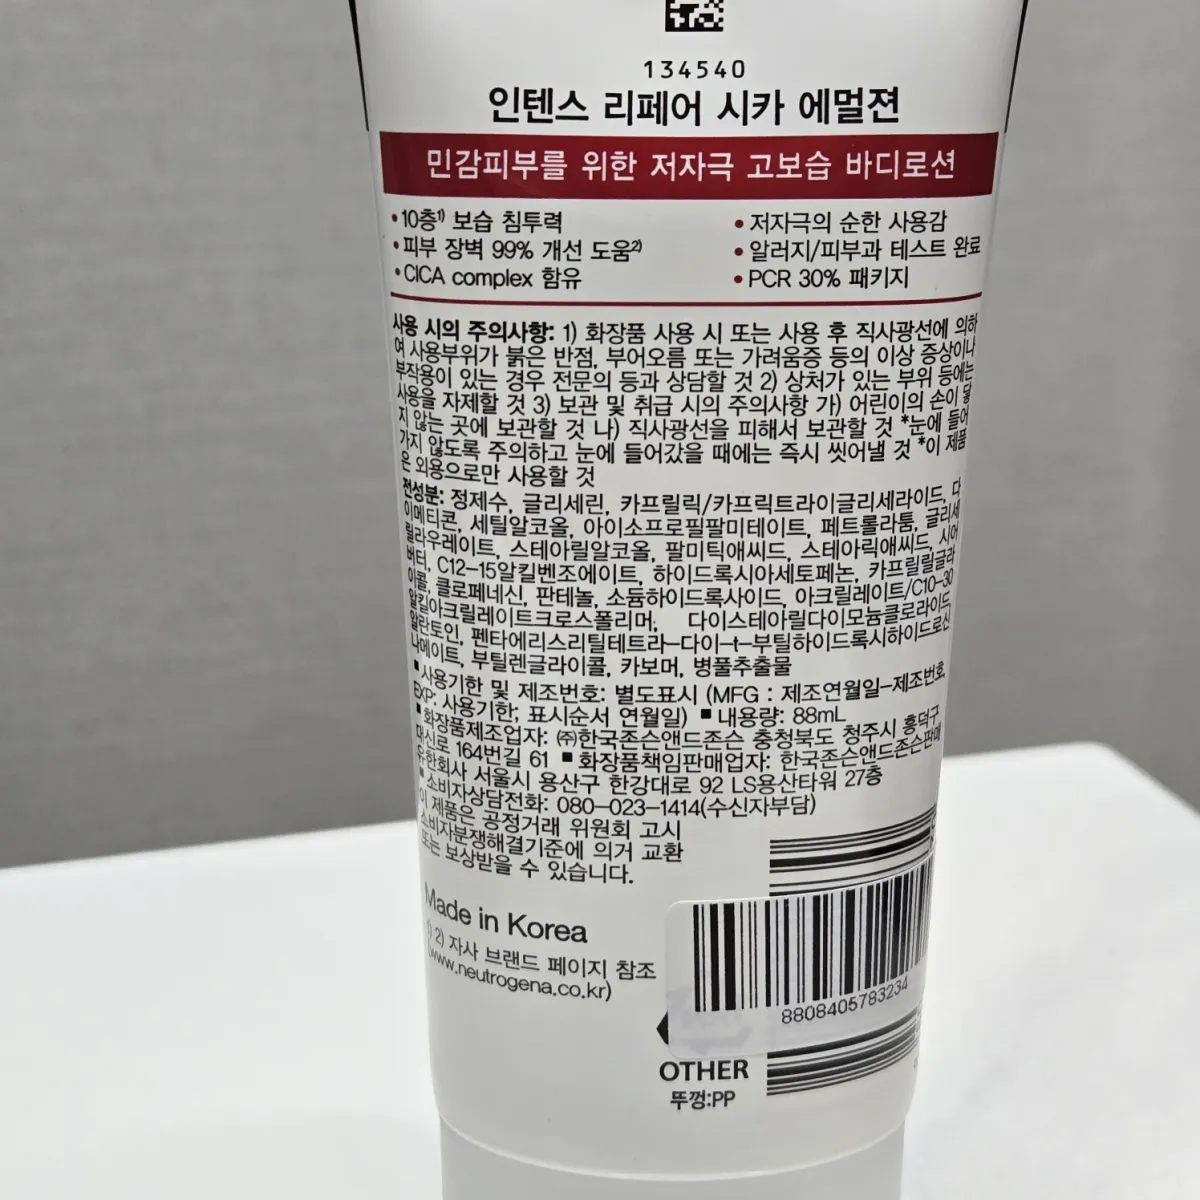 134540
인텐스 리페어 시카 에멀젼
민감피부를 위한 저자극 고보습 바디로션
•10층1) 보습 침투력
•피부 장벽 99% 개선 도움2)
•CICA complex 함유
•저자극의 순한 사용감
•알러지/피부과 테스트 완료
•PCR 30% 패키지
사용 시의 주의사항: 1) 화장품 사용 시 또는 사용 후 직사광선에 의하
여 사용부위가 붉은 반점, 부어오름 또는 가려움증 등의 이상 증상이나
부작용이 있는 경우 전문의 등과 상담할 것 2) 상처가 있는 부위 등에는
사용을 자제할 것 3) 보관 및 취급 시의 주의사항 가) 어린이의 손이 닿
지 않는 곳에 보관할 것 나) 직사광선을 피해서 보관할 것 *눈에 들어
가지 않도록 주의하고 눈에 들어갔을 때에는 즉시 씻어낼 것 *이 제품
은 외용으로만 사용할 것
전성분: 정제수, 글리세린, 카프릴릭/카프릭트라이글리세라이드, 다
이메티콘, 세틸알코올, 아이소프로필팔미테이트, 페트롤라툼, 글리세
릴라우레이트, 스테아릴알코올, 팔미틱애씨드, 스테아릭애씨드, 시어
버터, C12-15알킬벤조에이트, 하이드록시아세토페논, 카프릴릴글라
이콜, 클로페네신, 판테놀, 소듐하이드록사이드, 아크릴레이트/C10-30
알킬아크릴레이트크로스폴리머, 다이스테아릴다이모늄클로라이드,
알란토인, 펜타에리스리틸테트라-다이-t-부틸하이드록시하이드로신
나메이트, 부틸렌글라이콜, 카보머, 병풀추출물
■사용기한 및 제조번호: 별도표시 (MFG : 제조연월일-제조번호,
EXP: 사용기한; 표시순서 연월일) ■내용량: 88mL
■화장품제조업자: ㈜한국존슨앤드존슨 충청북도 청주시 흥덕구
대신로 164번길 61 ■화장품책임판매업자: 한국존슨앤드존슨판매
유한회사 서울시 용산구 한강대로 92 LS용산타워 27층
■소비자상담전화: 080-023-1414(수신자부담)
이 제품은 공정거래 위원회 고시
소비자분쟁해결기준에 의거 교환
또는 보상받을 수 있습니다.
Made in Korea
1) 2) 자사 브랜드 페이지 참조
(www.neutrogena.co.kr)
8808405783234
OTHER
뚜껑:PP